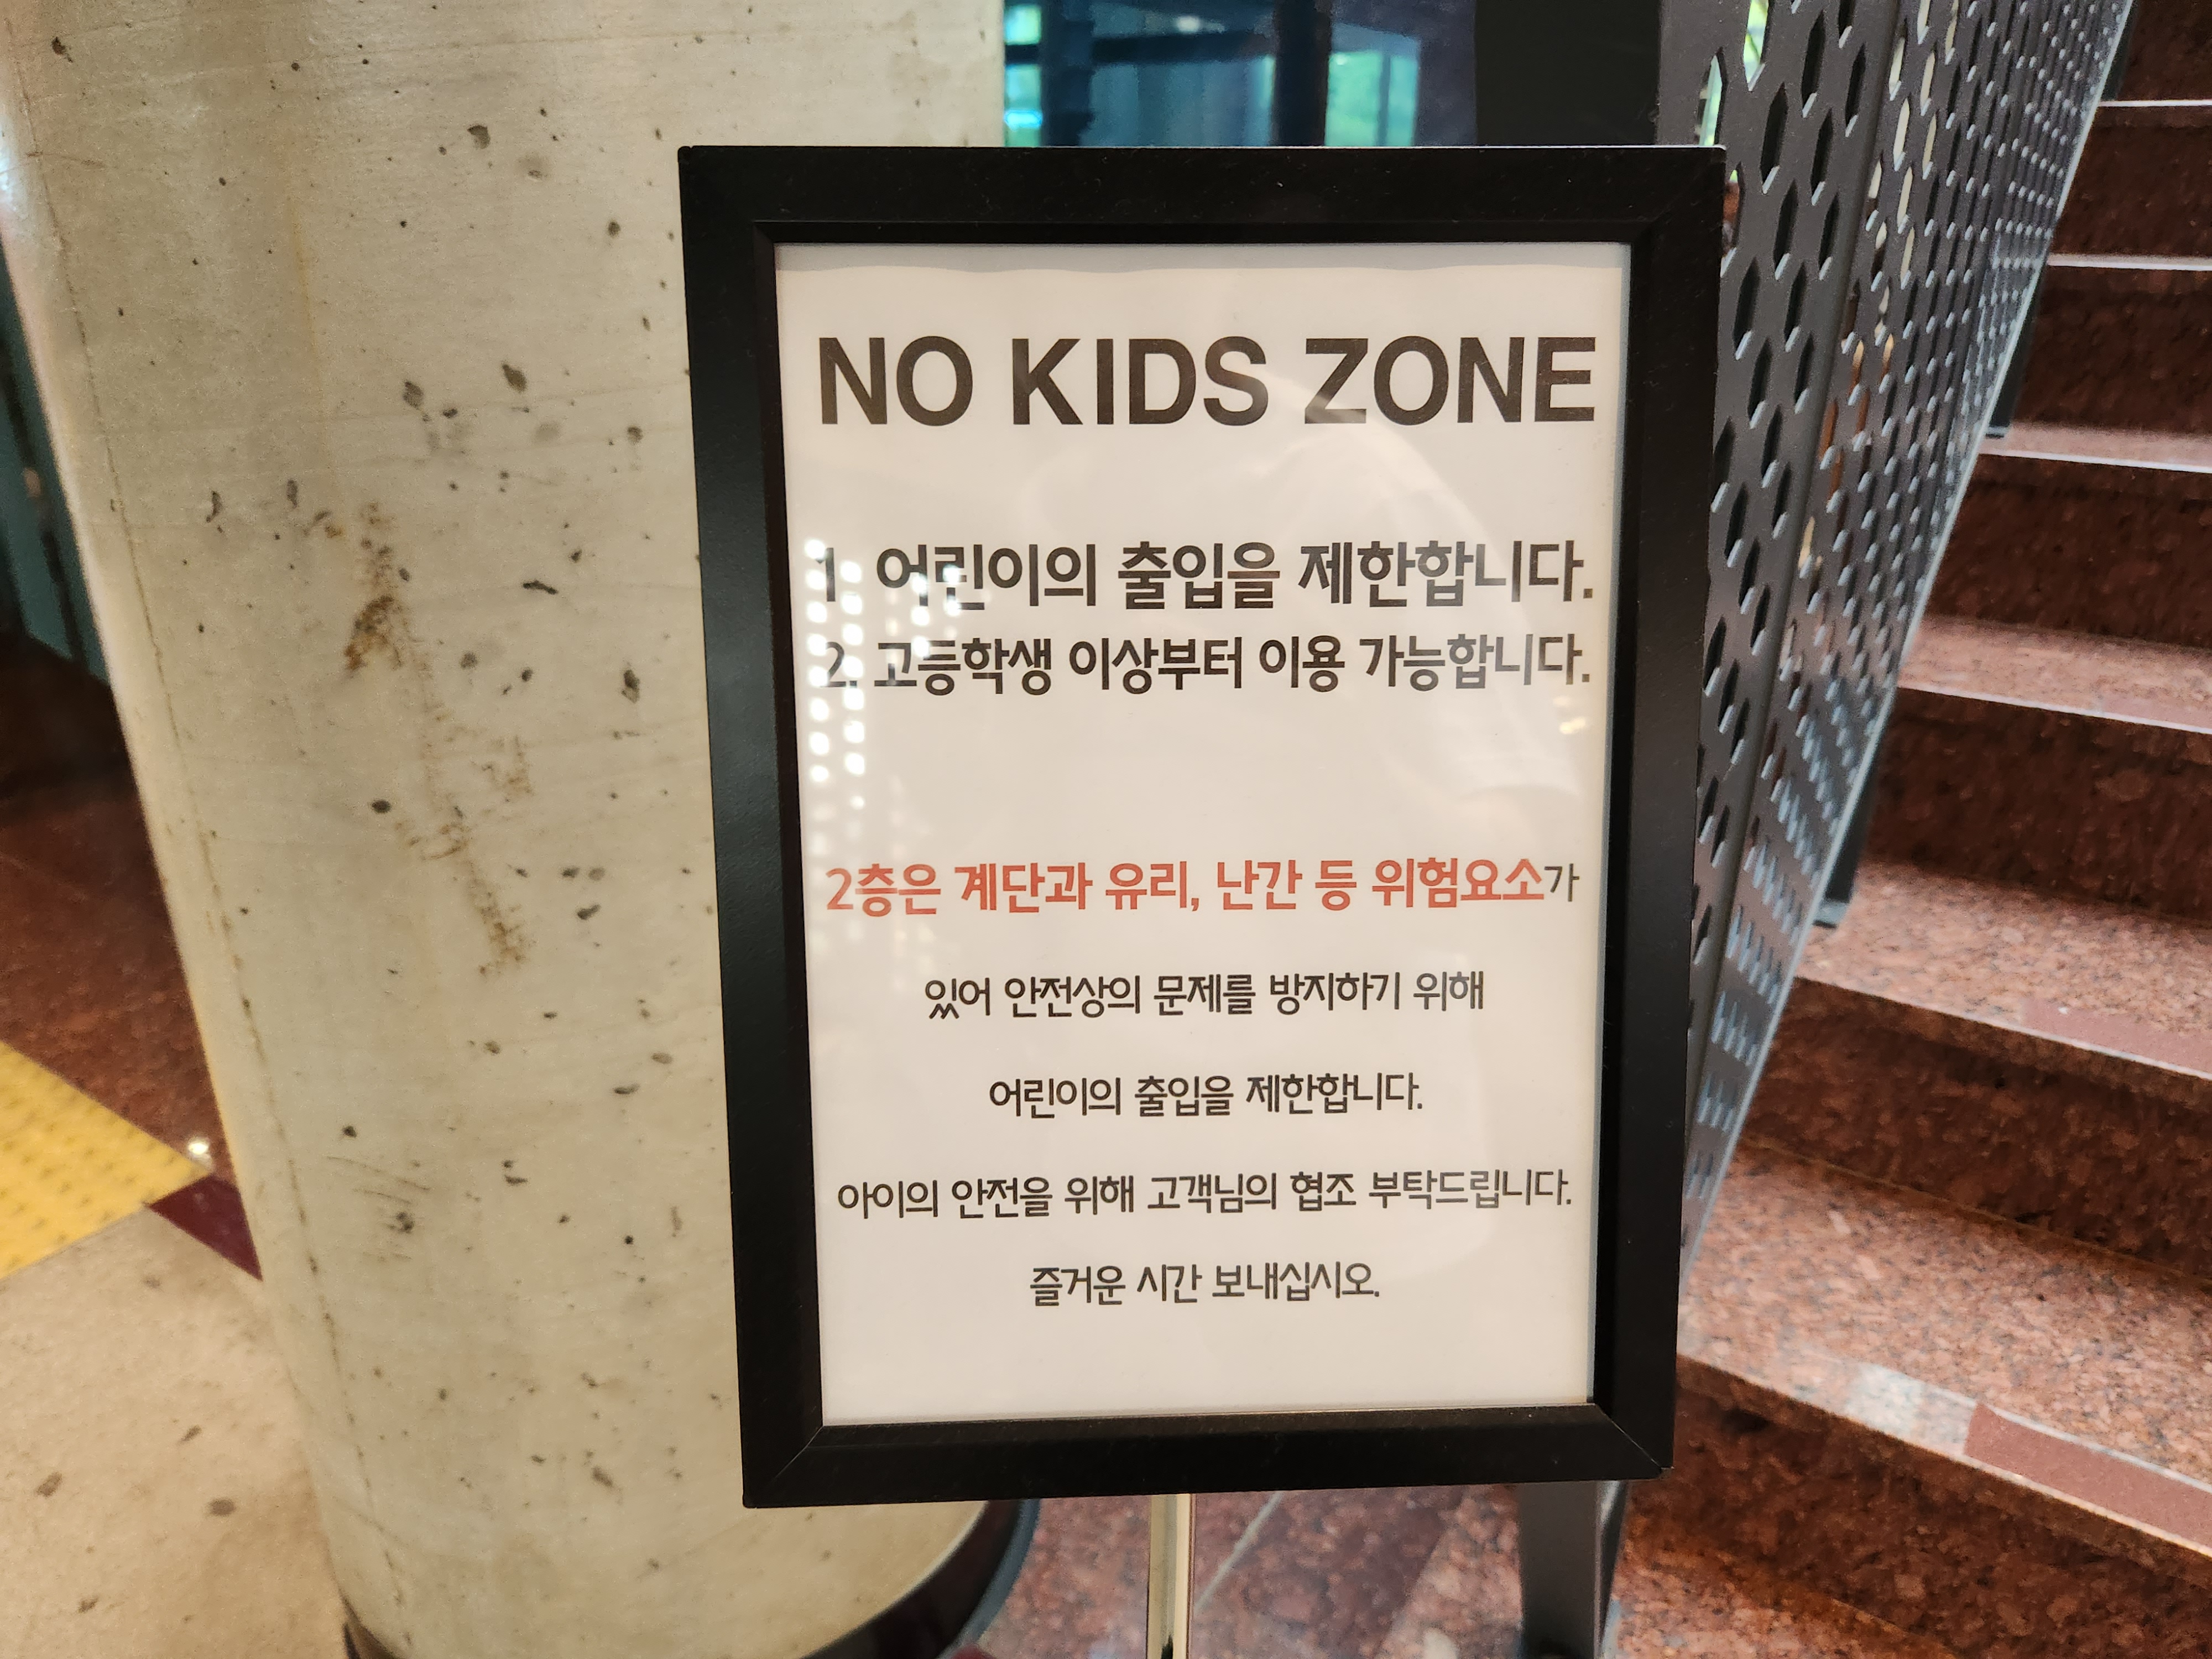 NO KIDS ZONE
1. 어린이의 출입을 제한합니다.
2. 고등학생 이상부터 이용 가능합니다.
2층은 계단과 유리, 난간 등 위험요소가
있어 안전상의 문제를 방지하기 위해
어린이의 출입을 제한합니다.
아이의 안전을 위해 고객님의 협조 부탁드립니다.
즐거운 시간 보내십시오.